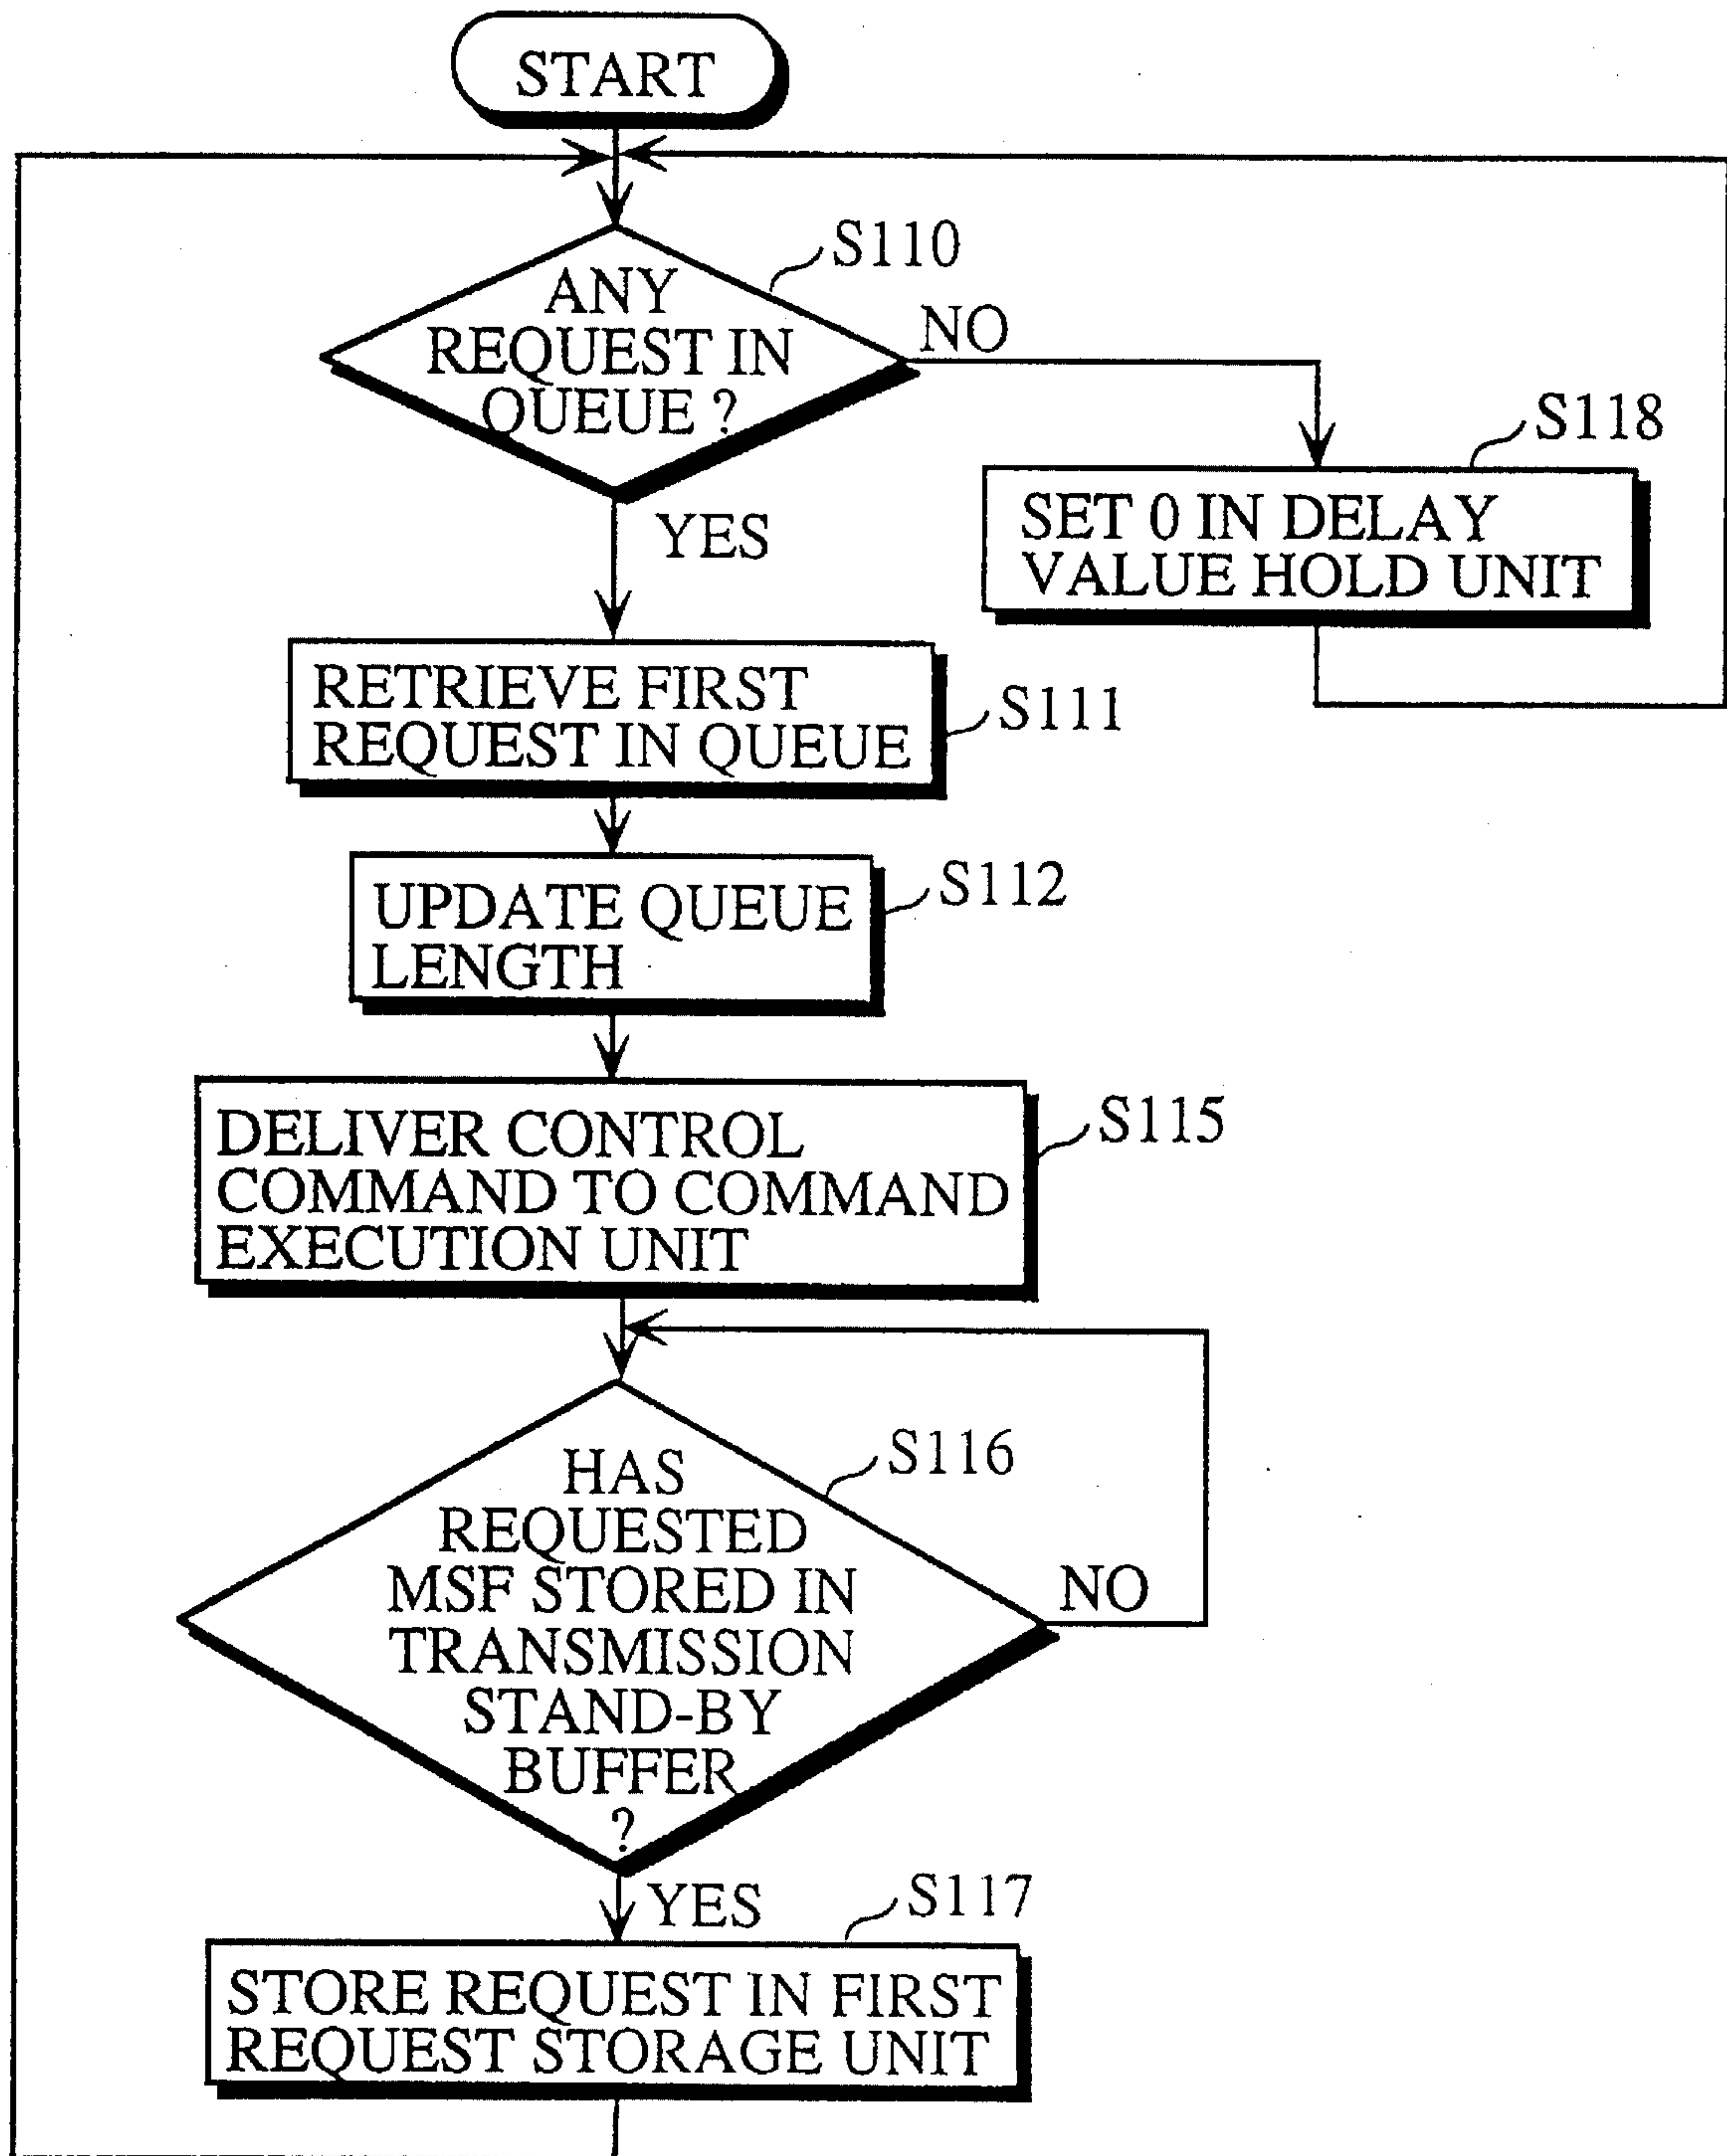 START
S110
ANY
REQUEST IN
QUEUE ?
NO
YES
S118
SET 0 IN DELAY
VALUE HOLD UNIT
RETRIEVE FIRST
REQUEST IN QUEUE
S111
UPDATE QUEUE
LENGTH
S112
DELIVER CONTROL
COMMAND TO COMMAND
EXECUTION UNIT
S115
S116
HAS
REQUESTED
MSF STORED IN
TRANSMISSION
STAND-BY
BUFFER
?
NO
YES
S117
STORE REQUEST IN FIRST
REQUEST STORAGE UNIT